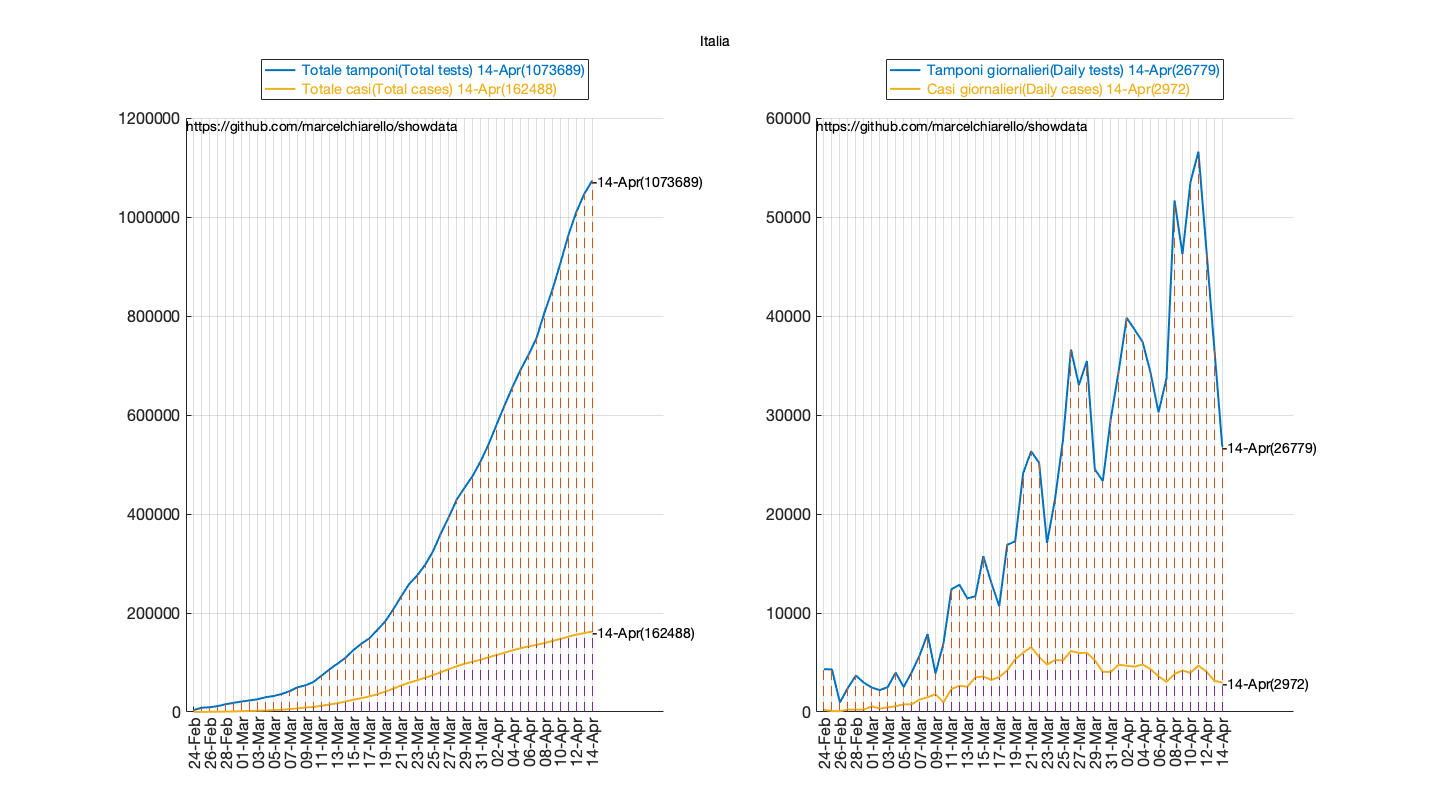 Italia
Totale tamponi(Total tests) 14-Apr(1073689)
Totale casi(Total cases) 14-Apr(162488)
https://github.com/marcelchiarello/showdata
1200000
1000000
800000
600000
400000
200000
0
14-Apr(1073689)
14-Apr(162488)
24-Feb
26-Feb
28-Feb
01-Mar
03-Mar
05-Mar
07-Mar
09-Mar
11-Mar
13-Mar
15-Mar
17-Mar
19-Mar
21-Mar
23-Mar
25-Mar
27-Mar
29-Mar
31-Mar
02-Apr
04-Apr
06-Apr
08-Apr
10-Apr
12-Apr
14-Apr
Tamponi giornalieri(Daily tests) 14-Apr(26779)
Casi giornalieri(Daily cases) 14-Apr(2972)
https://github.com/marcelchiarello/showdata
60000
50000
40000
30000
20000
10000
0
14-Apr(26779)
14-Apr(2972)
24-Feb
26-Feb
28-Feb
01-Mar
03-Mar
05-Mar
07-Mar
09-Mar
11-Mar
13-Mar
15-Mar
17-Mar
19-Mar
21-Mar
23-Mar
25-Mar
27-Mar
29-Mar
31-Mar
02-Apr
04-Apr
06-Apr
08-Apr
10-Apr
12-Apr
14-Apr